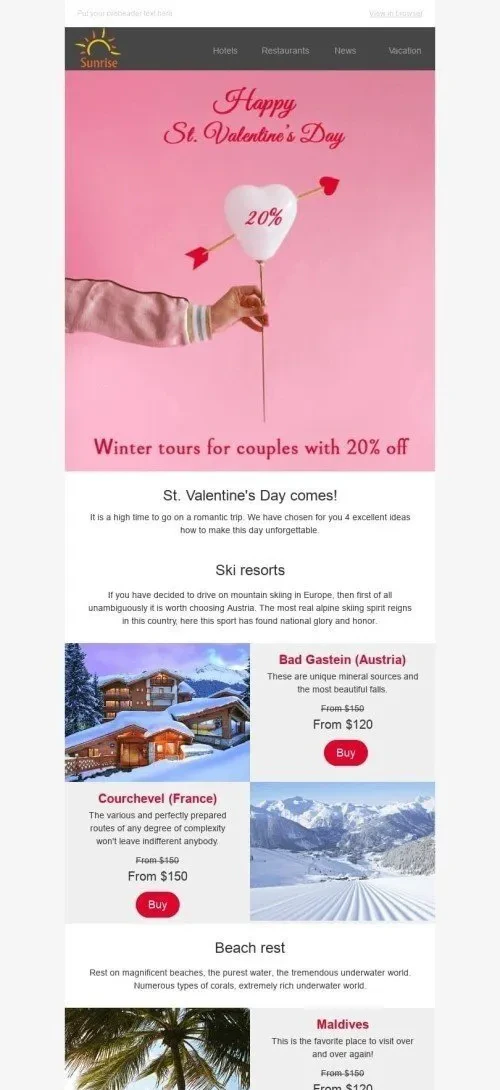 Put your preheader text here
View in browser
Sunrise
Hotels
Restaurants
News
Vacation
Happy
St. Valentine's Day
20%
Winter tours for couples with 20% off
St. Valentine's Day comes!
It is a high time to go on a romantic trip. We have chosen for you 4 excellent ideas
how to make this day unforgettable.
Ski resorts
If you have decided to drive on mountain skiing in Europe, then first of all
unambiguously it is worth choosing Austria. The most real alpine skiing spirit reigns
in this country, here this sport has found national glory and honor.
Bad Gastein (Austria)
These are unique mineral sources and
the most beautiful falls.
From $150
From $120
Buy
Courchevel (France)
The various and perfectly prepared
routes of any degree of complexity
won't leave indifferent anybody.
From $150
From $150
Buy
Beach rest
Rest on magnificent beaches, the purest water, the tremendous underwater world.
Numerous types of corals, extremely rich underwater world.
Maldives
This is the favorite place to visit over
and over again!
From $150
From $120